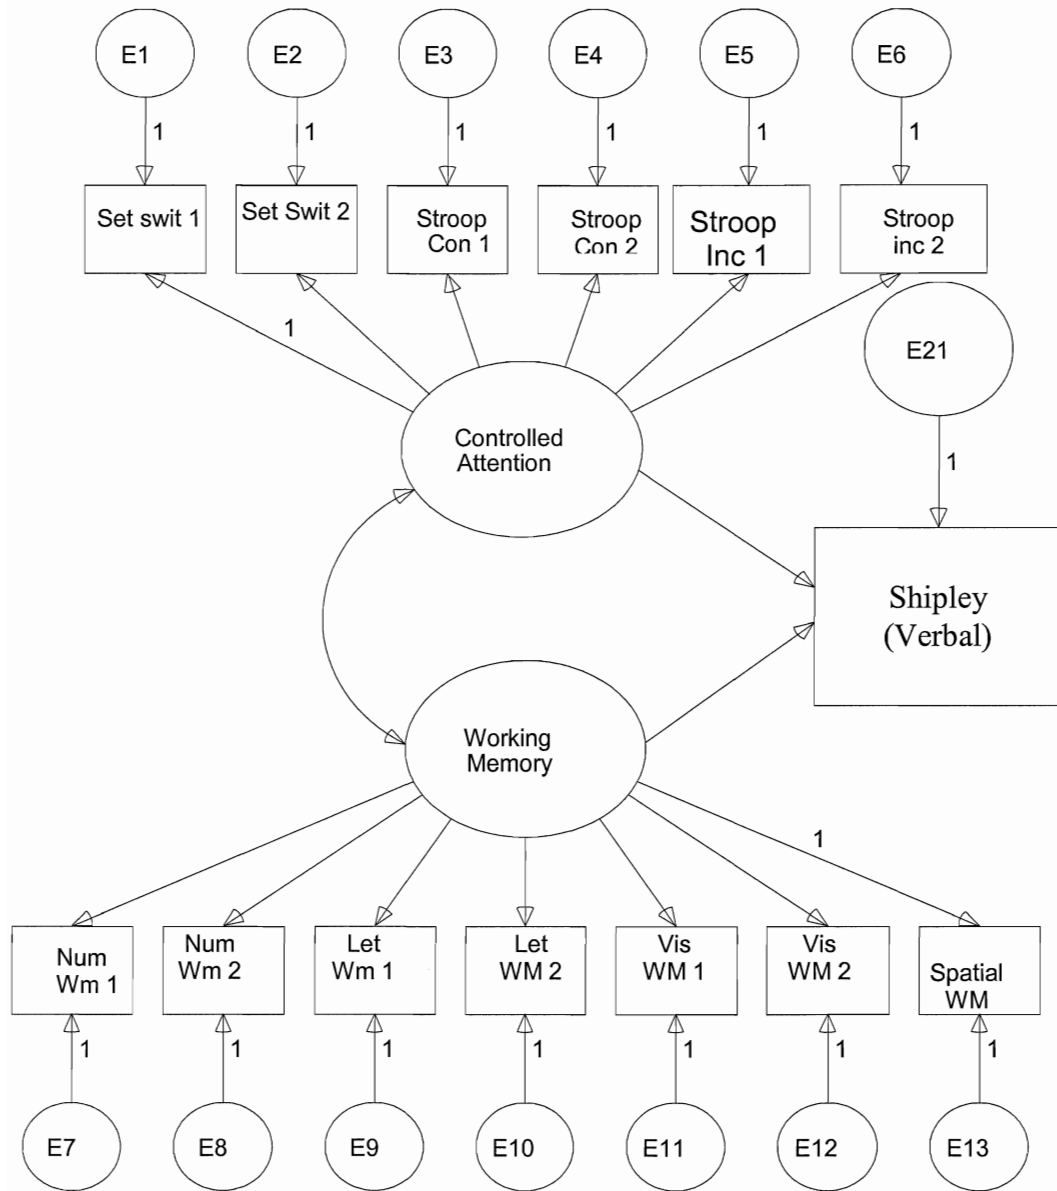 E1
E2
E3
E4
E5
E6
1
1
1
1
1
1
Set swit 1
Set Swit 2
Stroop
Con 1
Stroop
Con 2
Stroop
Inc 1
Stroop
inc 2
1
E21
Controlled
Attention
1
Shipley
(Verbal)
Working
Memory
1
Num
Wm 1
Num
Wm 2
Let
Wm 1
Let
WM 2
Vis
WM 1
Vis
WM 2
Spatial
WM
1
1
1
1
1
1
1
E7
E8
E9
E10
E11
E12
E13